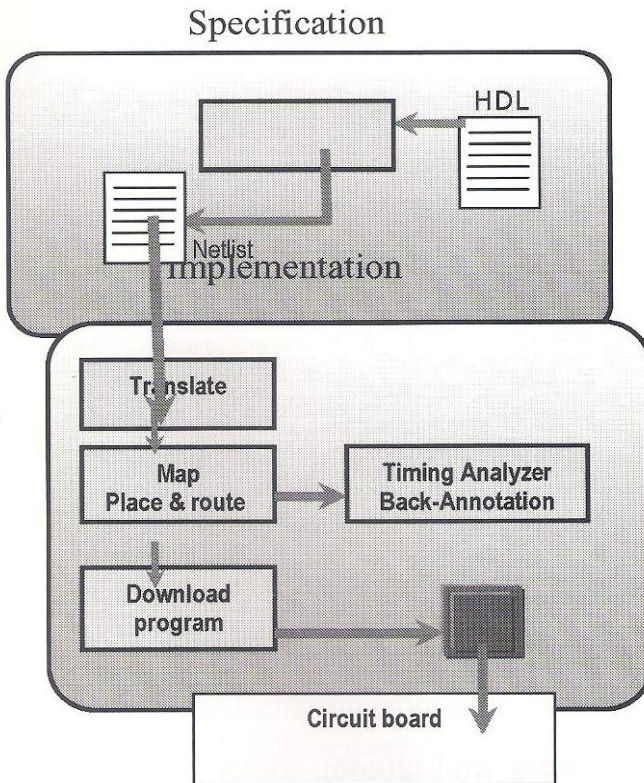 Specification
HDL
Netlist
Implementation
Translate
Map
Place & route
Timing Analyzer
Back-Annotation
Download
program
Circuit board